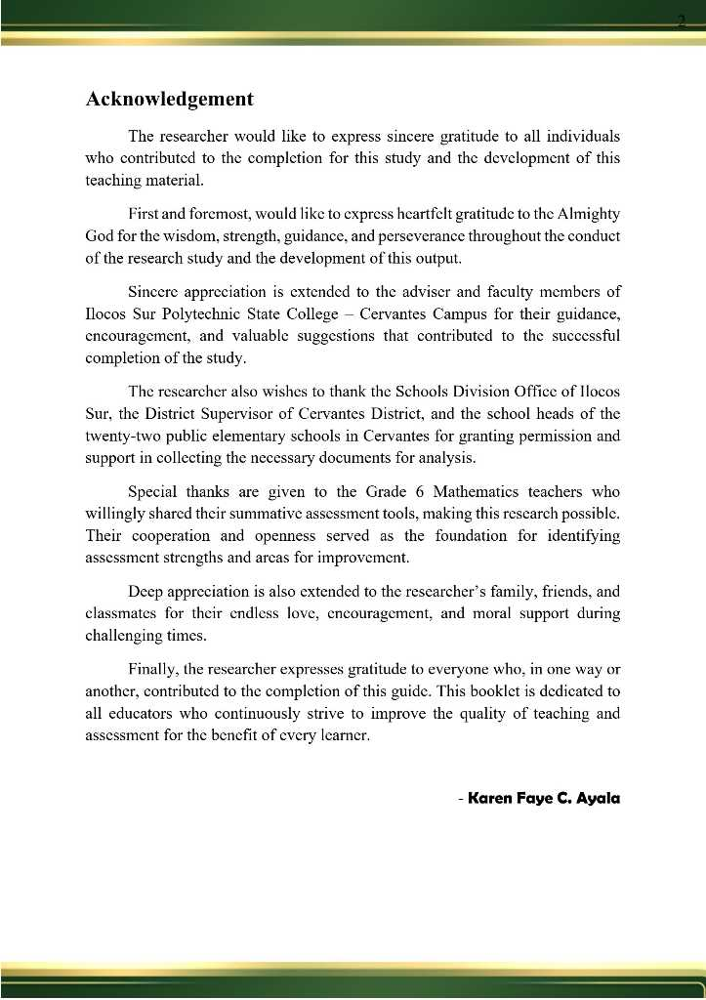 2
Acknowledgement
The researcher would like to express sincere gratitude to all individuals
who contributed to the completion for this study and the development of this
teaching material.
First and foremost, would like to express heartfelt gratitude to the Almighty
God for the wisdom, strength, guidance, and perseverance throughout the conduct
of the research study and the development of this output.
Sincere appreciation is extended to the adviser and faculty members of
Ilocos Sur Polytechnic State College – Cervantes Campus for their guidance,
encouragement, and valuable suggestions that contributed to the successful
completion of the study.
The researcher also wishes to thank the Schools Division Office of Ilocos
Sur, the District Supervisor of Cervantes District, and the school heads of the
twenty-two public elementary schools in Cervantes for granting permission and
support in collecting the necessary documents for analysis.
Special thanks are given to the Grade 6 Mathematics teachers who
willingly shared their summative assessment tools, making this research possible.
Their cooperation and openness served as the foundation for identifying
assessment strengths and areas for improvement.
Deep appreciation is also extended to the researcher’s family, friends, and
classmates for their endless love, encouragement, and moral support during
challenging times.
Finally, the researcher expresses gratitude to everyone who, in one way or
another, contributed to the completion of this guide. This booklet is dedicated to
all educators who continuously strive to improve the quality of teaching and
assessment for the benefit of every learner.
- Karen Faye C. Ayala